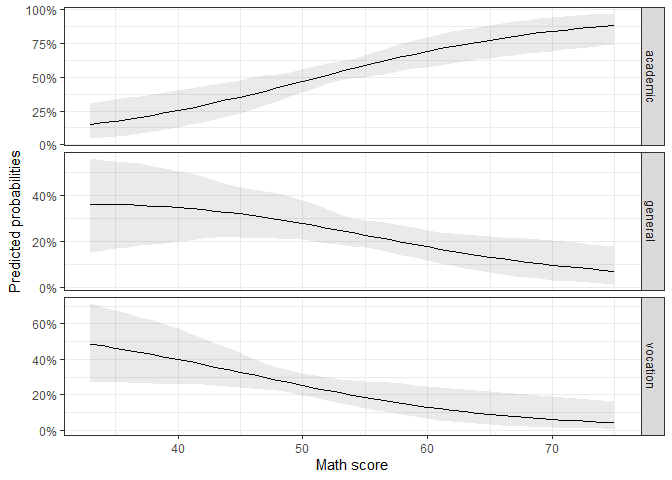 100%
75%
50%
25%
0%
academic
40%
20%
0%
general
60%
40%
20%
0%
vocation
Predicted probabilities
40 50 60 70
Math score